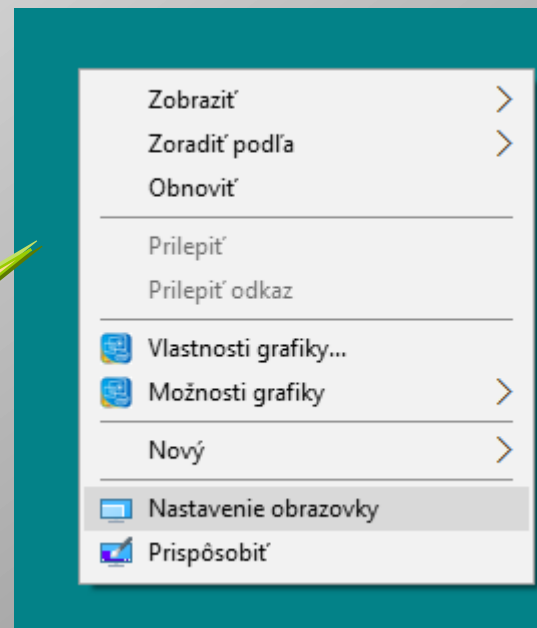 Zobraziť
Zoradiť podľa
Obnoviť
Prilepiť
Prilepiť odkaz
Vlastnosti grafiky...
Možnosti grafiky
Nový
Nastavenie obrazovky
Prispôsobiť